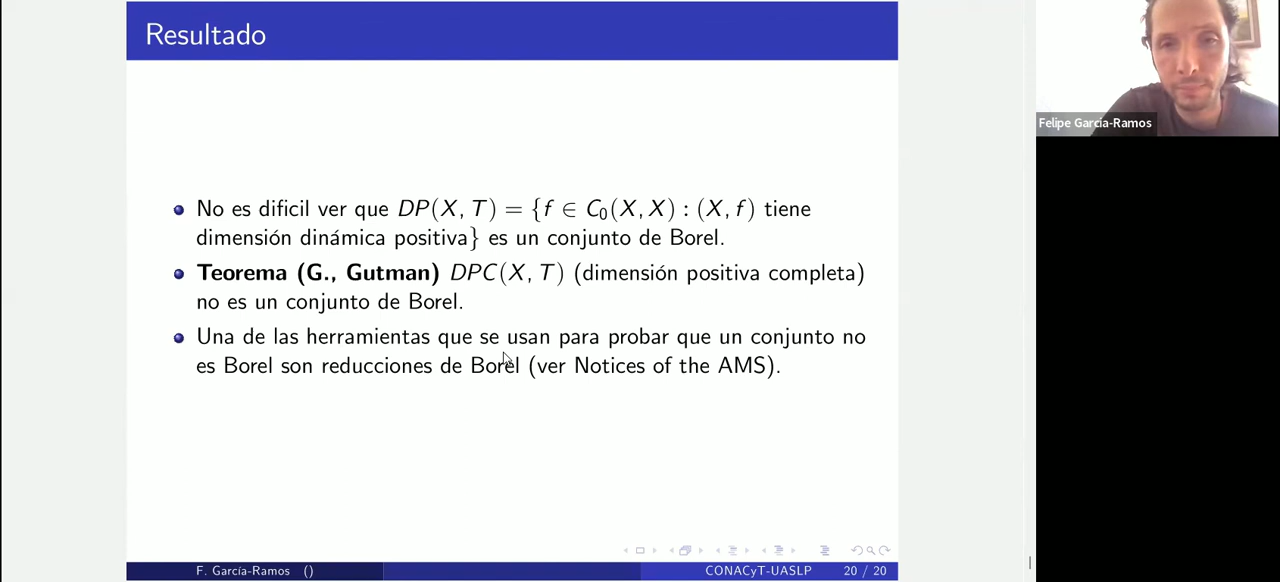 Resultado
Felipe García-Ramos
No es dificil ver que DP(X, T) = {f ∈ C₀(X, X) : (X, f) tiene
dimensión dinámica positiva} es un conjunto de Borel.
Teorema (G., Gutman) DPC(X, T) (dimensión positiva completa)
no es un conjunto de Borel.
Una de las herramientas que se usan para probar que un conjunto no
es Borel son reducciones de Borel (ver Notices of the AMS).
F. García-Ramos ()
CONACyT-UASLP
20 / 20